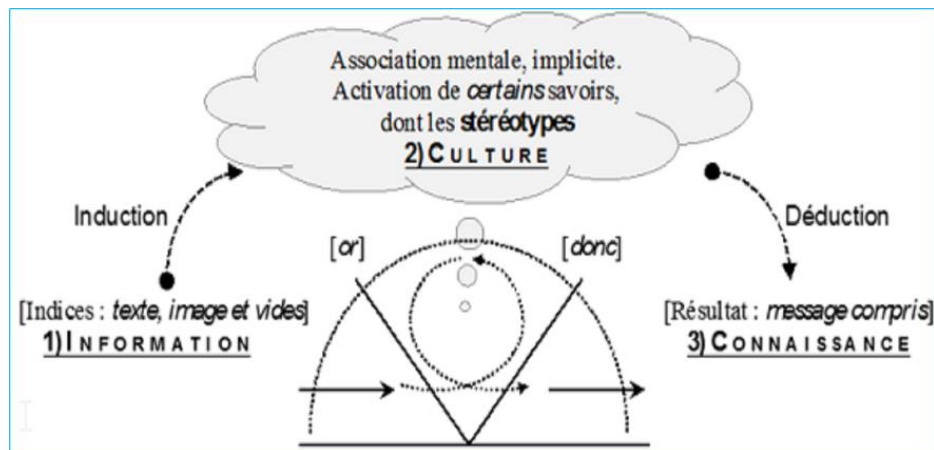 Association mentale, implicite.
Activation de certains savoirs,
dont les stéréotypes
2) CULTURE
Induction
Déduction
[or]
[donc]
[Indices : texte, image et vides]
1) INFORMATION
[Résultat : message compris]
3) CONNAISSANCE